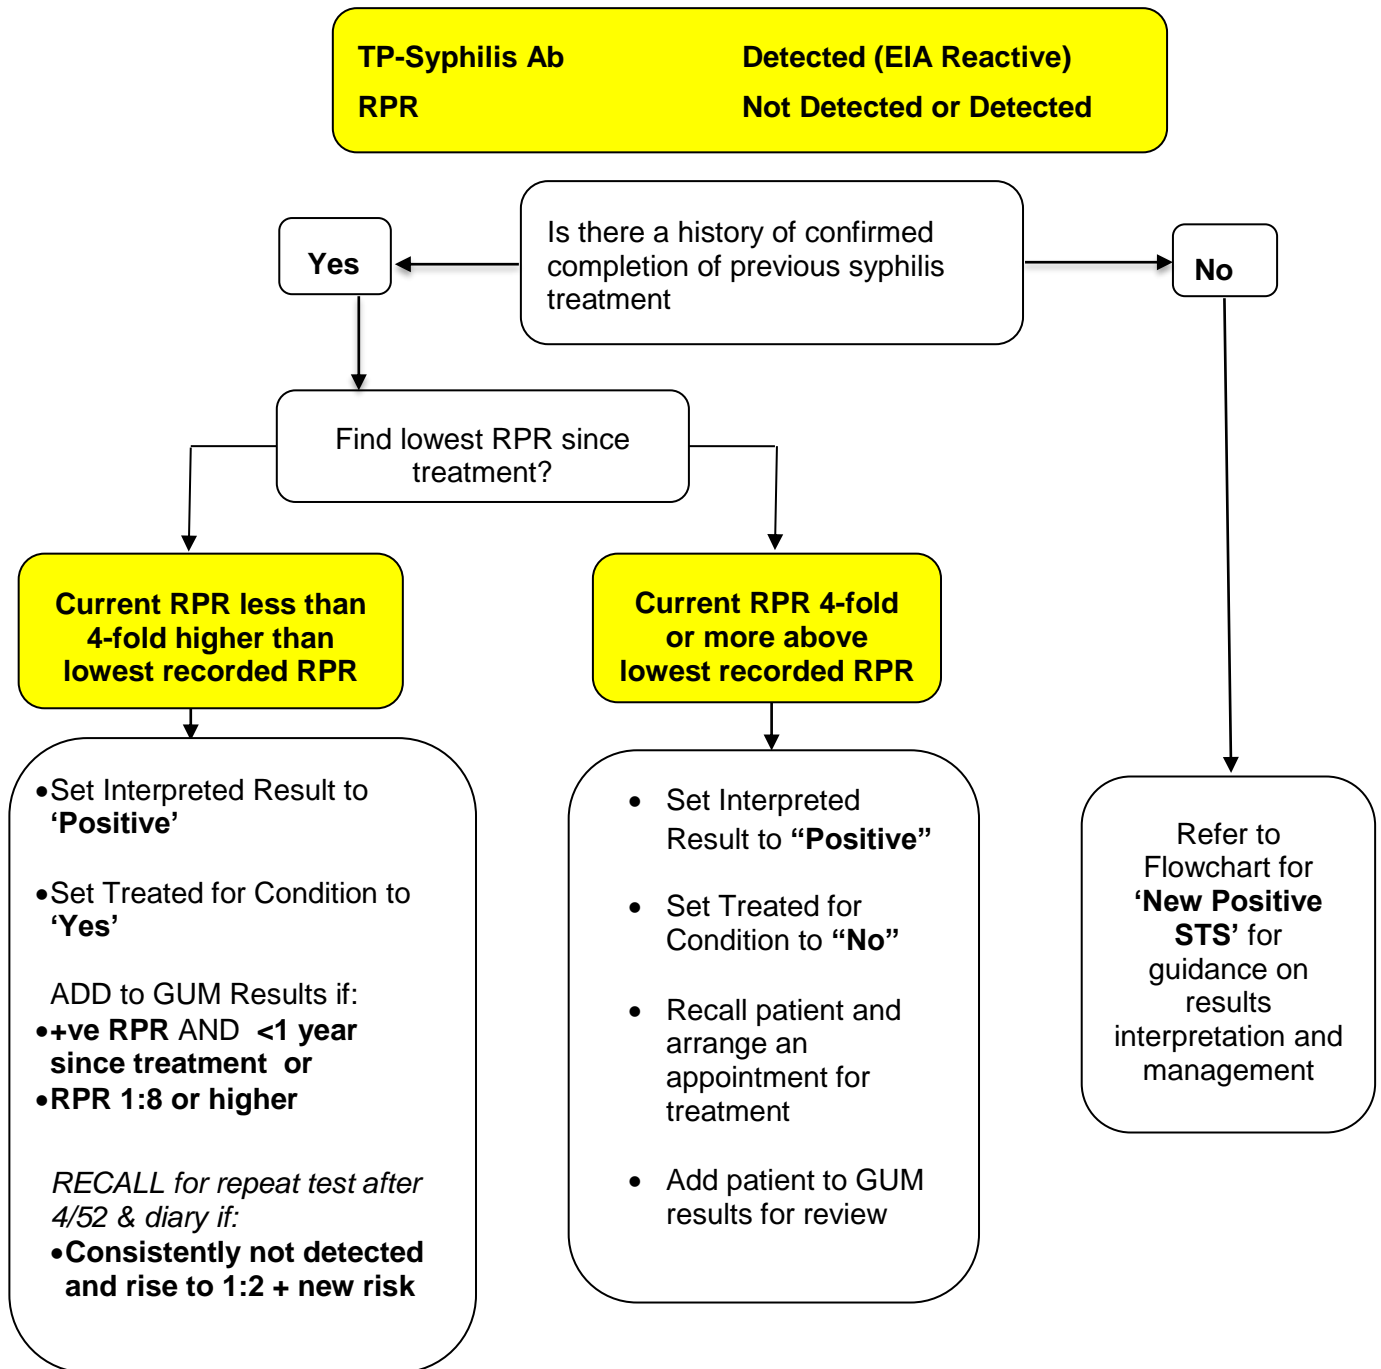 TP-Syphilis Ab Detected (EIA Reactive)
RPR Not Detected or Detected
Is there a history of confirmed
completion of previous syphilis
treatment
Yes
No
Find lowest RPR since
treatment?
Current RPR less than
4-fold higher than
lowest recorded RPR
Current RPR 4-fold
or more above
lowest recorded RPR
•Set Interpreted Result to
‘Positive’
•Set Treated for Condition to
‘Yes’
ADD to GUM Results if:
•+ve RPR AND <1 year
since treatment or
•RPR 1:8 or higher
RECALL for repeat test after
4/52 & diary if:
•Consistently not detected
and rise to 1:2 + new risk
• Set Interpreted
Result to “Positive”
• Set Treated for
Condition to “No”
• Recall patient and
arrange an
appointment for
treatment
• Add patient to GUM
results for review
Refer to
Flowchart for
‘New Positive
STS’ for
guidance on
results
interpretation and
management